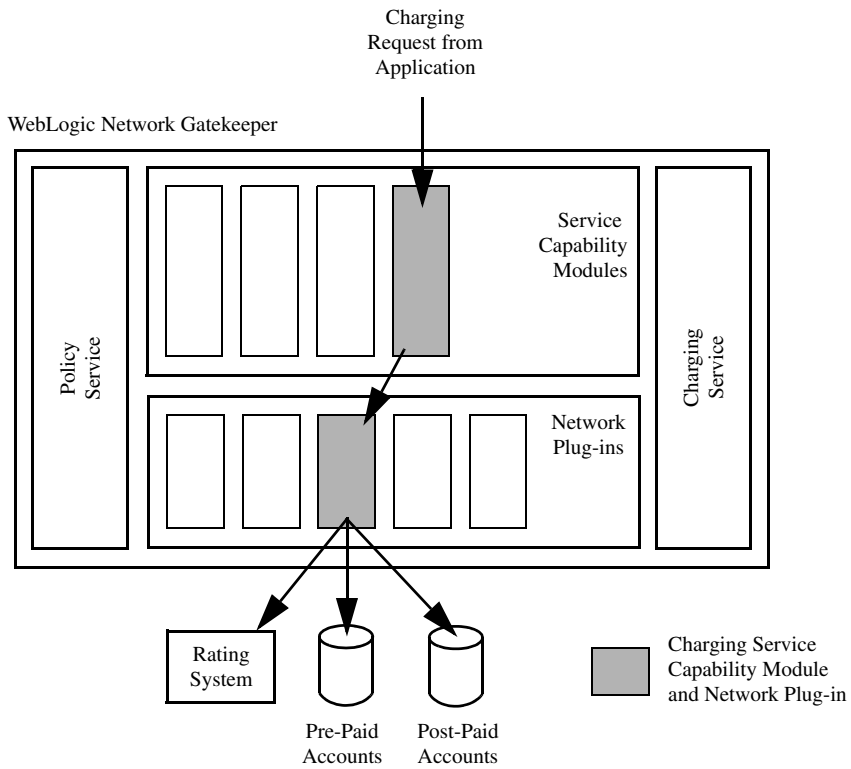 Charging
Request from
Application
WebLogic Network Gatekeeper
Policy
Service
Service
Capability
Modules
Charging
Service
Network
Plug-ins
Rating
System
Pre-Paid
Accounts
Post-Paid
Accounts
Charging Service
Capability Module
and Network Plug-in